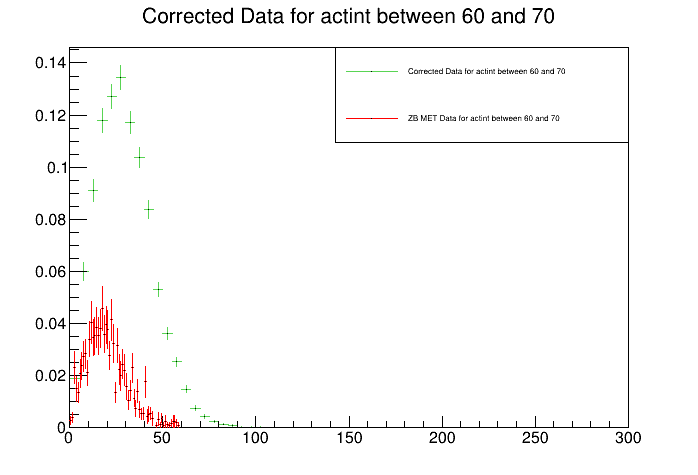 Corrected Data for actint between 60 and 70
0.14
Corrected Data for actint between 60 and 70
0.12
ZB MET Data for actint between 60 and 70
0.1
0.08
0.06
0.04
0.02
0
0 50 100 150 200 250 300